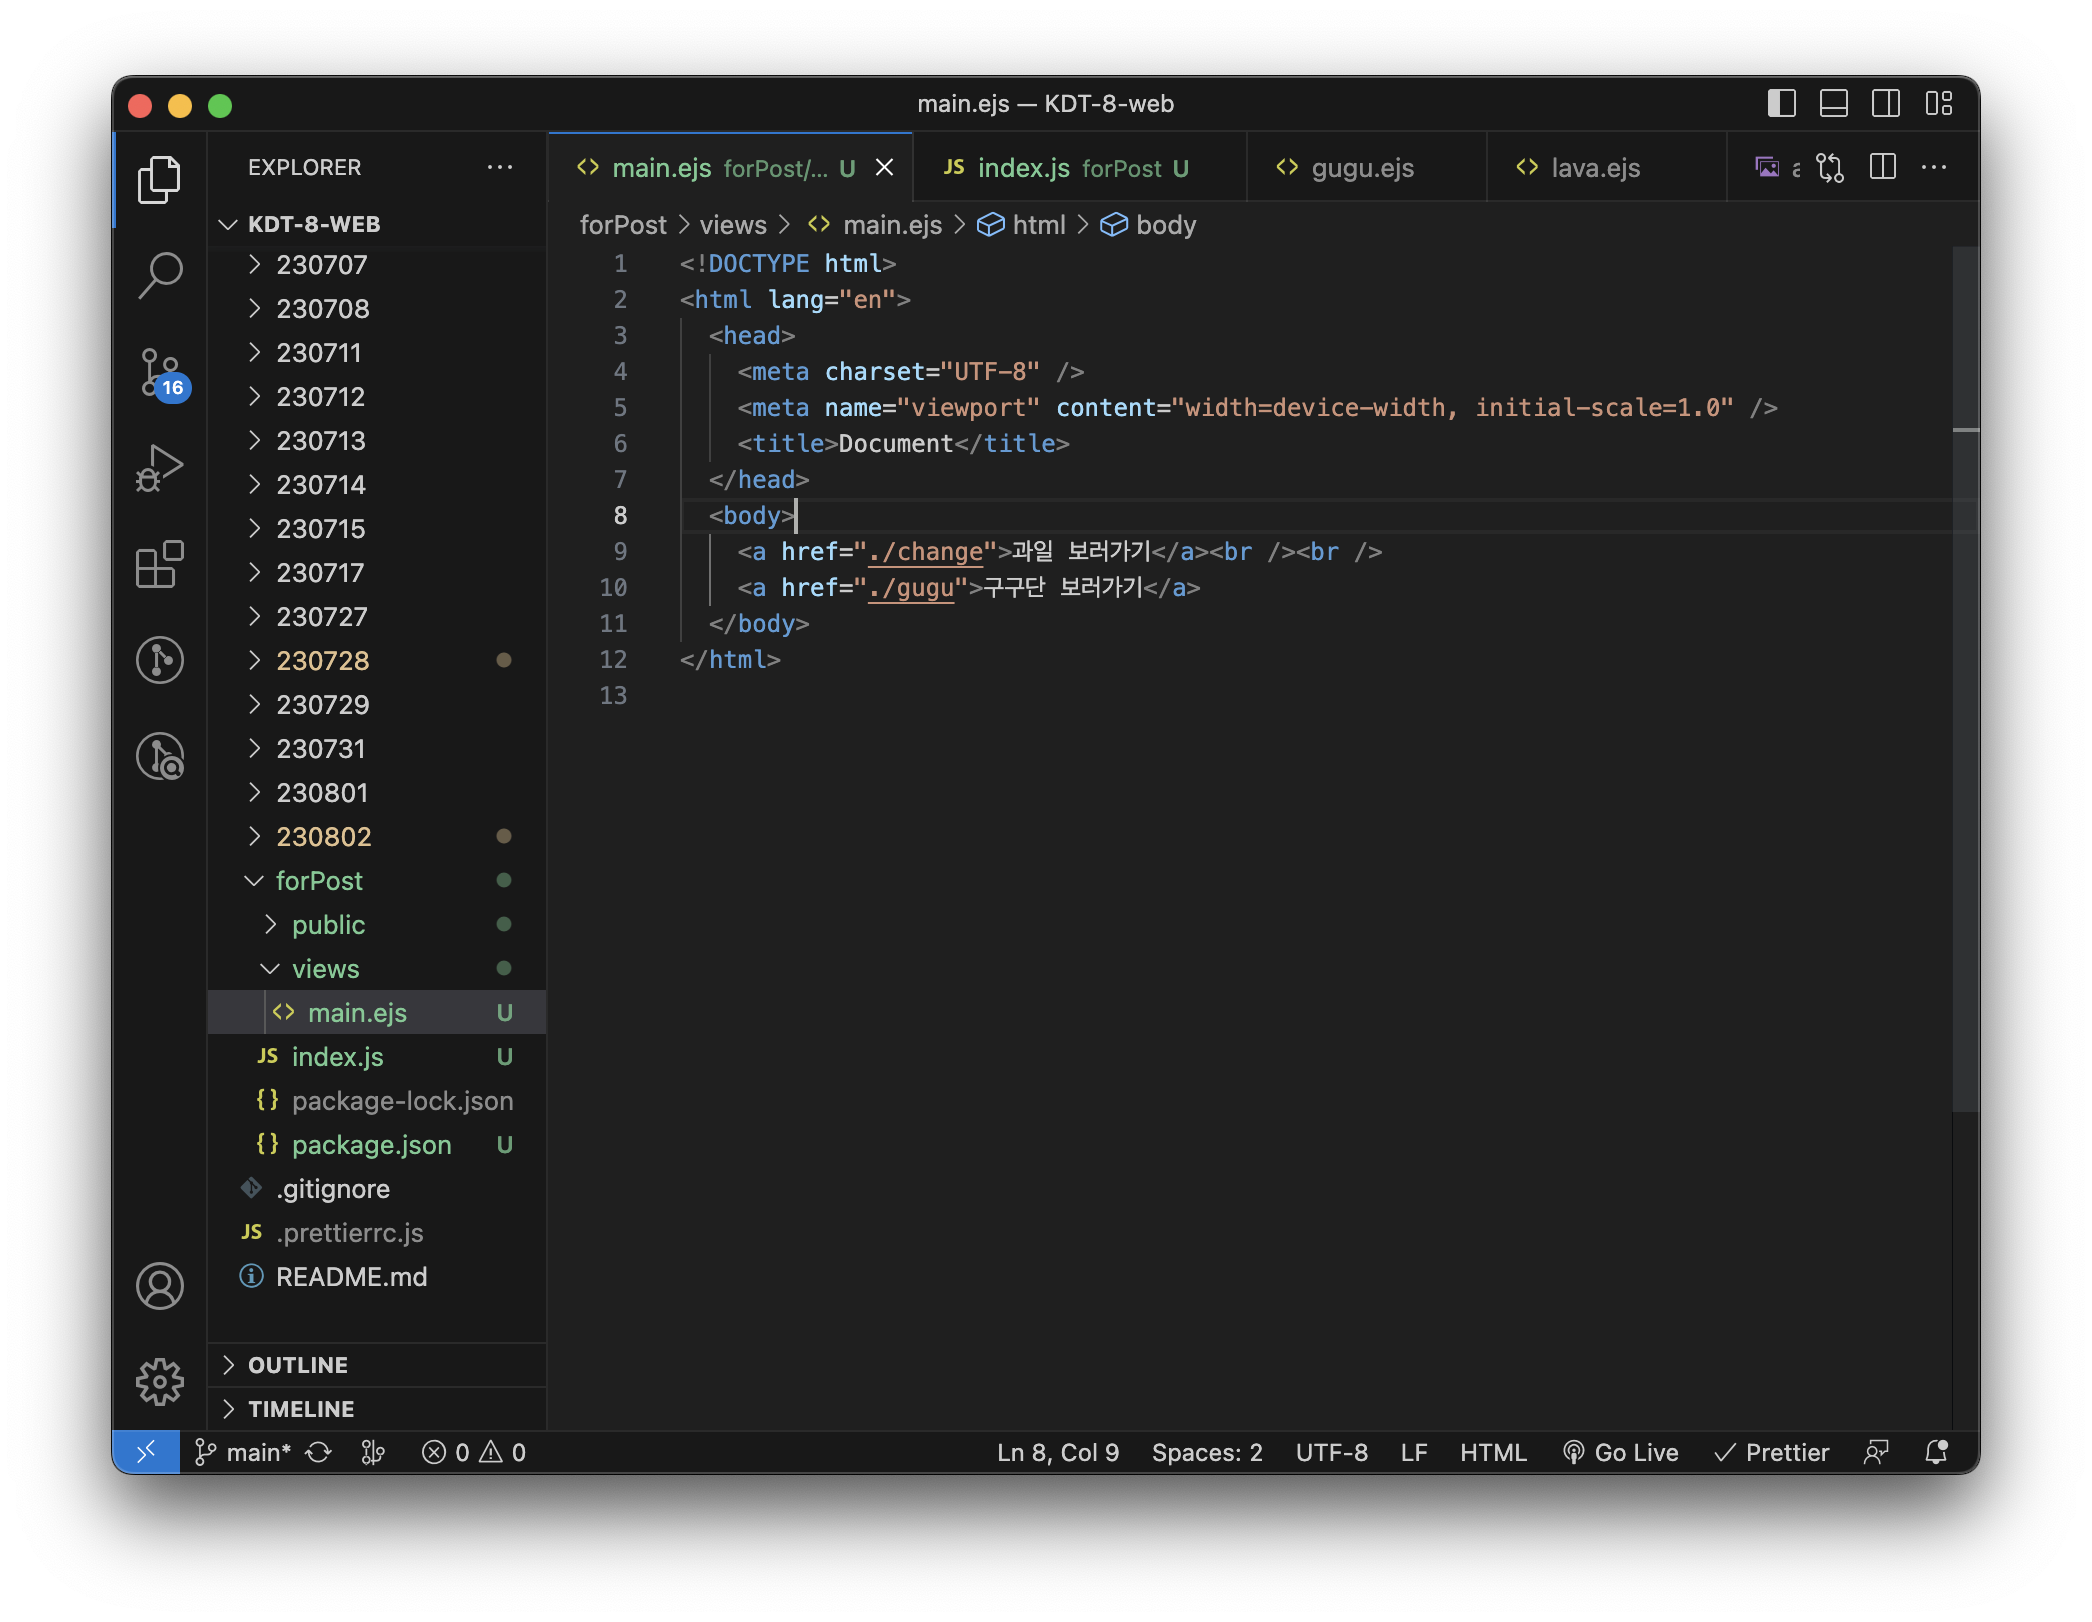 main.ejs — KDT-8-web
EXPLORER
KDT-8-WEB
230707
230708
230711
230712
230713
230714
230715
230717
230727
230728
230729
230731
230801
230802
forPost
public
views
main.ejs U
JS index.js U
{} package-lock.json
{} package.json U
.gitignore
JS .prettierrc.js
README.md
OUTLINE
TIMELINE
16
<> main.ejs forPost/... U
JS index.js forPost U
<> gugu.ejs
<> lava.ejs
forPost > views > <> main.ejs > html > body
1 <!DOCTYPE html>
2 <html lang="en">
3 <head>
4 <meta charset="UTF-8" />
5 <meta name="viewport" content="width=device-width, initial-scale=1.0" />
6 <title>Document</title>
7 </head>
8 <body>
9 <a href="./change">과일 보러가기</a><br /><br />
10 <a href="./gugu">구구단 보러가기</a>
11 </body>
12 </html>
13
main* 0 0 Ln 8, Col 9 Spaces: 2 UTF-8 LF HTML Go Live Prettier